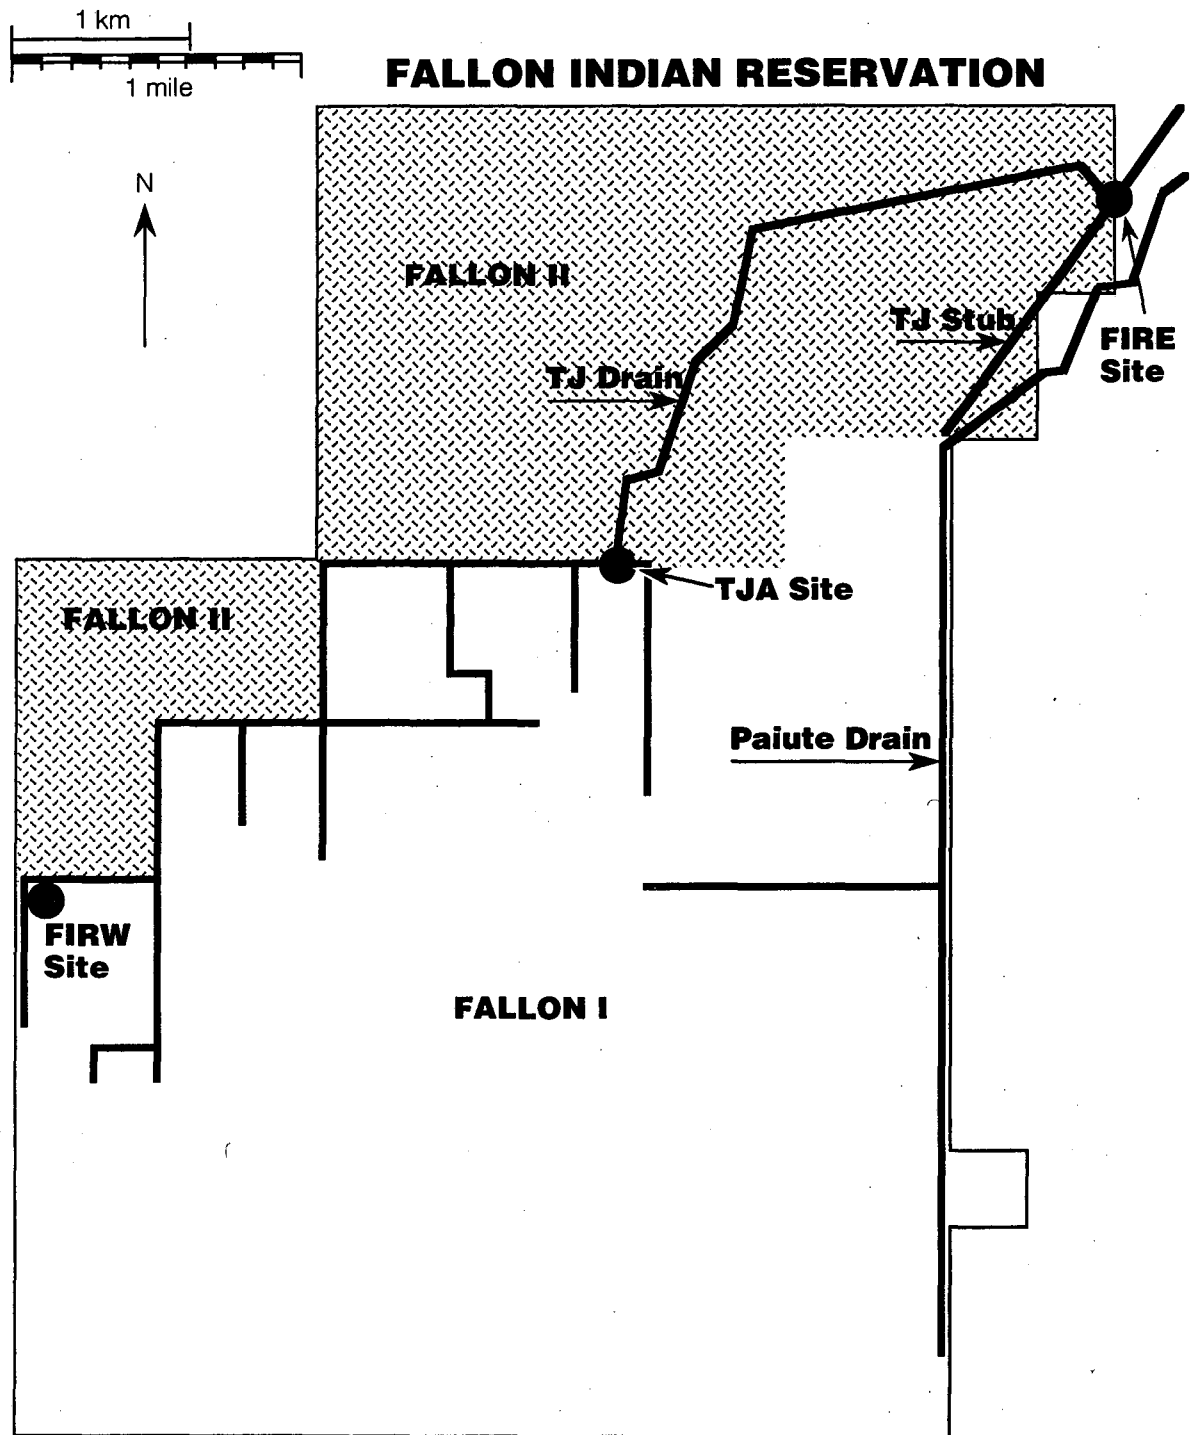 1 km
1 mile
FALLON INDIAN RESERVATION
N
FALLON II
TJ Stub
FIRE
Site
TJ Drain
TJA Site
FALLON II
Paiute Drain
FIRW
Site
FALLON I